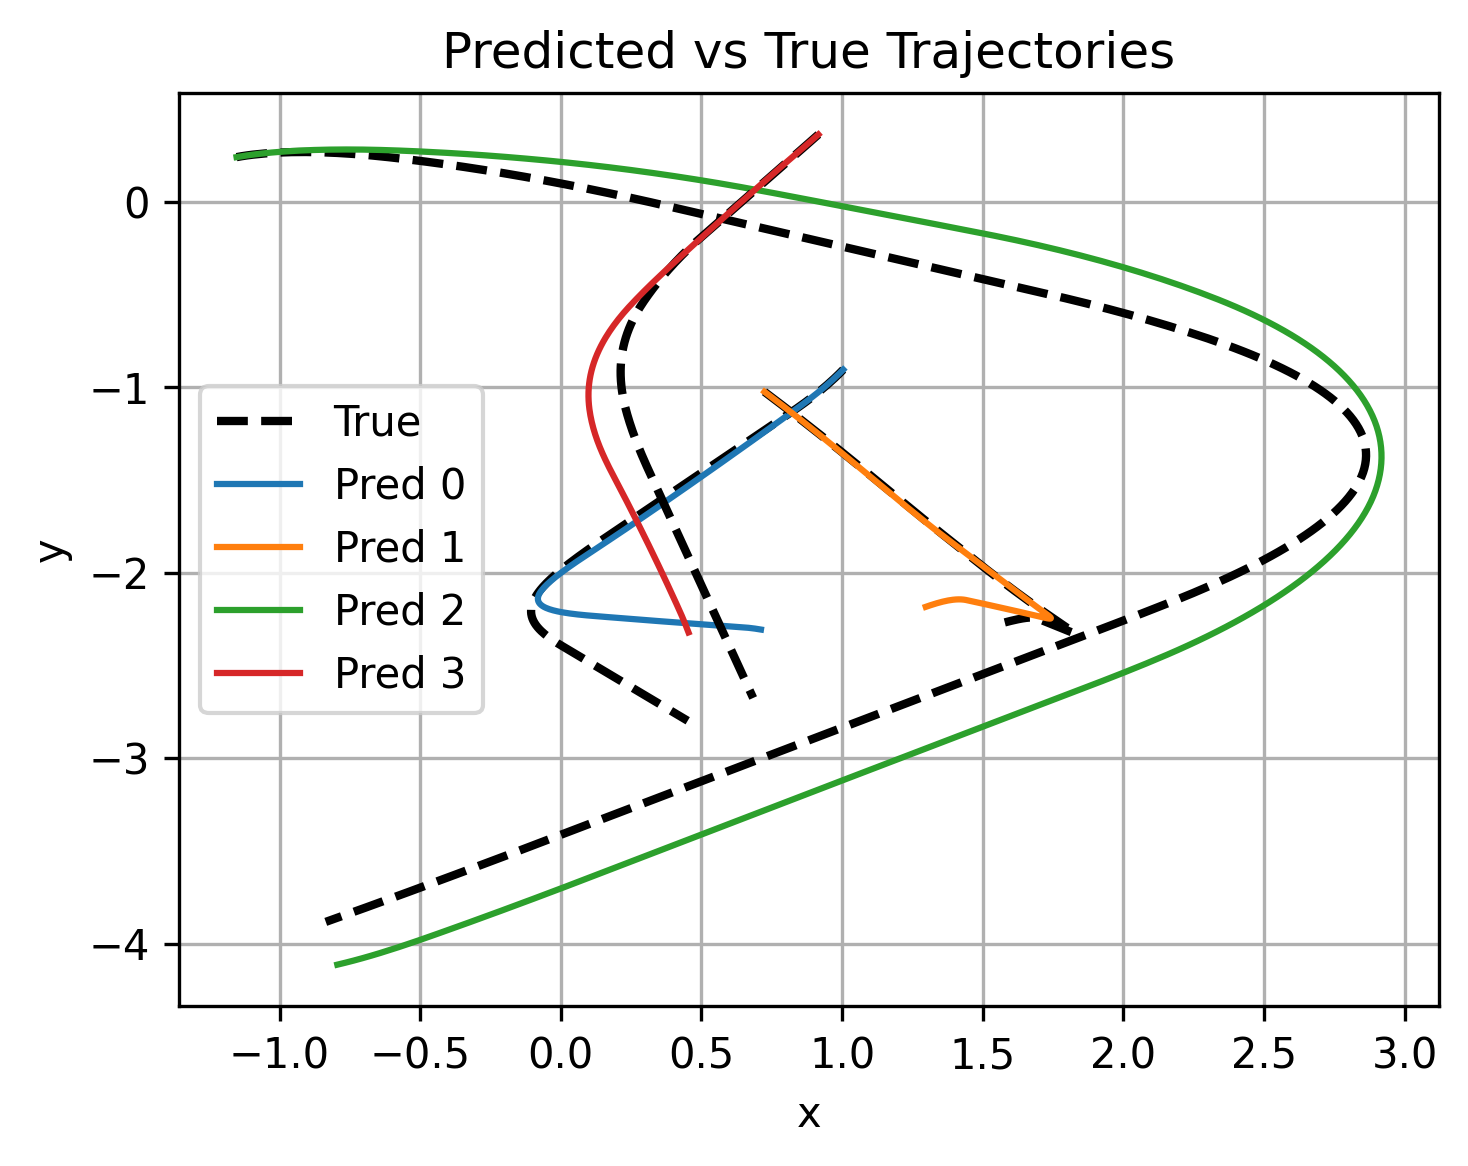 Predicted vs True Trajectories
y
0
−1
−2
−3
−4
True
Pred 0
Pred 1
Pred 2
Pred 3
−1.0 −0.5 0.0 0.5 1.0 1.5 2.0 2.5 3.0
x